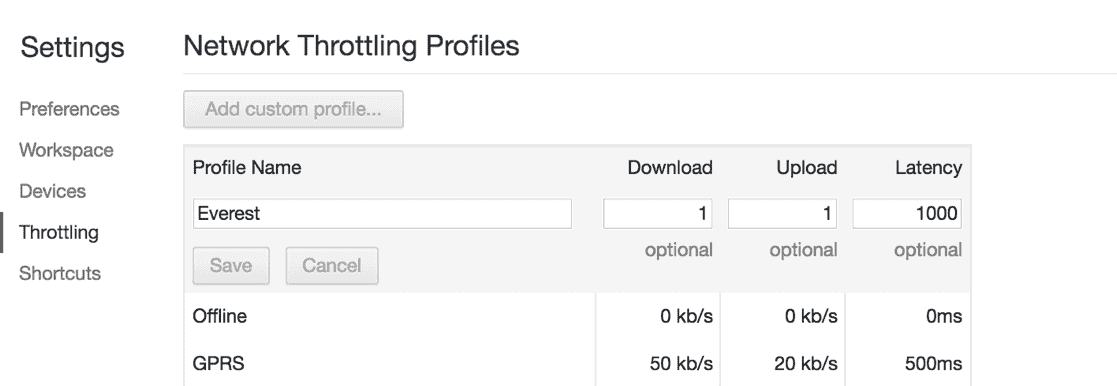 Settings
Preferences
Workspace
Devices
Throttling
Shortcuts
Network Throttling Profiles
Add custom profile...
Profile Name Download Upload Latency
Everest 1 1 1000
optional optional optional
Save Cancel
Offline 0 kb/s 0 kb/s 0ms
GPRS 50 kb/s 20 kb/s 500ms